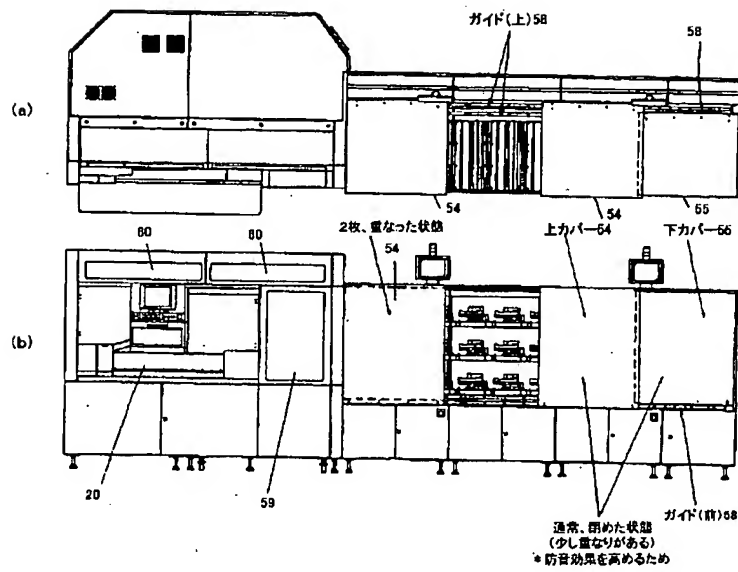 ガイド(上)58
58
(a)
54
54
55
60
60
2枚、重なった状態
54
上カバー54
下カバー55
(b)
20
59
ガイド(前)58
通常、閉めた状態
(少し重なりがある)
*防音効果を高めるため